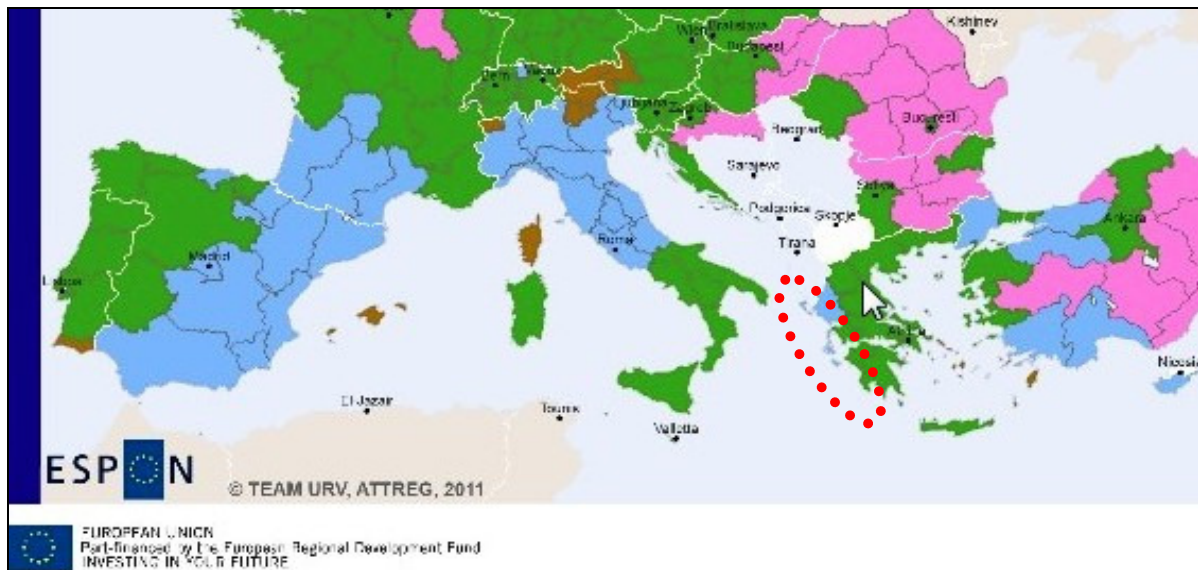 Kishinev
Wien
Bratislava
Budapest
Bern
Ljubljana
Zagreb
Bucuresti
Beograd
Sarajevo
Sofiya
Podgorica
Skopje
Ankara
Roma
Tirana
Madrid
Lisboa
Nicosia
El-Jazair
Tounis
Valletta
ESPON
© TEAM URV, ATTREG, 2011
EUROPEAN UNION
Part-financed by the European Regional Development Fund
INVESTING IN YOUR FUTURE